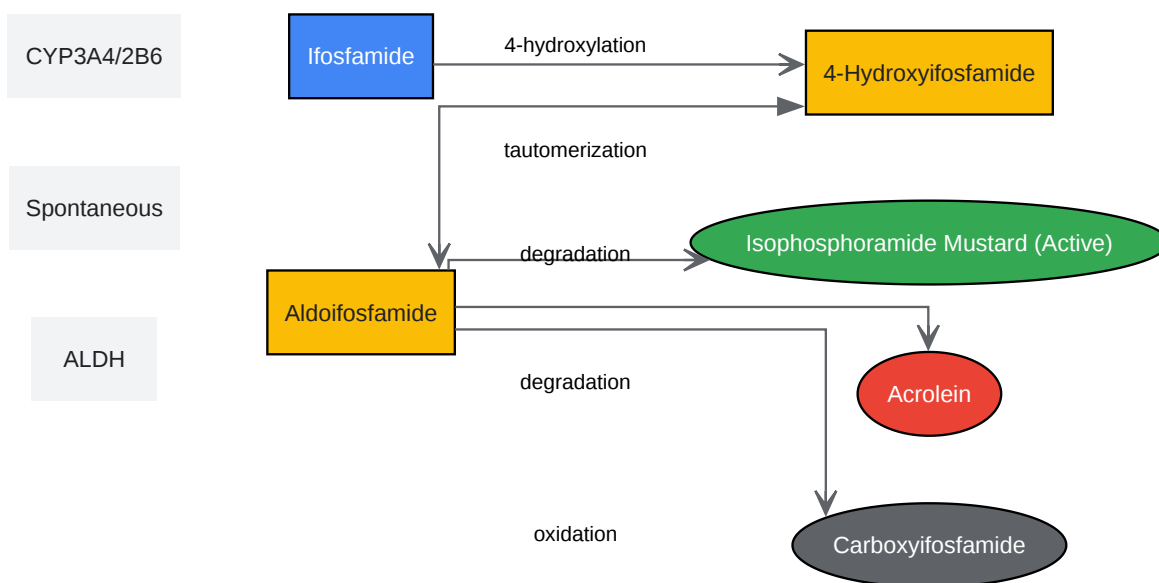 CYP3A4/2B6
Ifosfamide
4-hydroxylation
4-Hydroxyifosfamide
tautomerization
Spontaneous
Isophosphoramide Mustard (Active)
degradation
Aldoifosfamide
ALDH
degradation
Acrolein
oxidation
Carboxyifosfamide